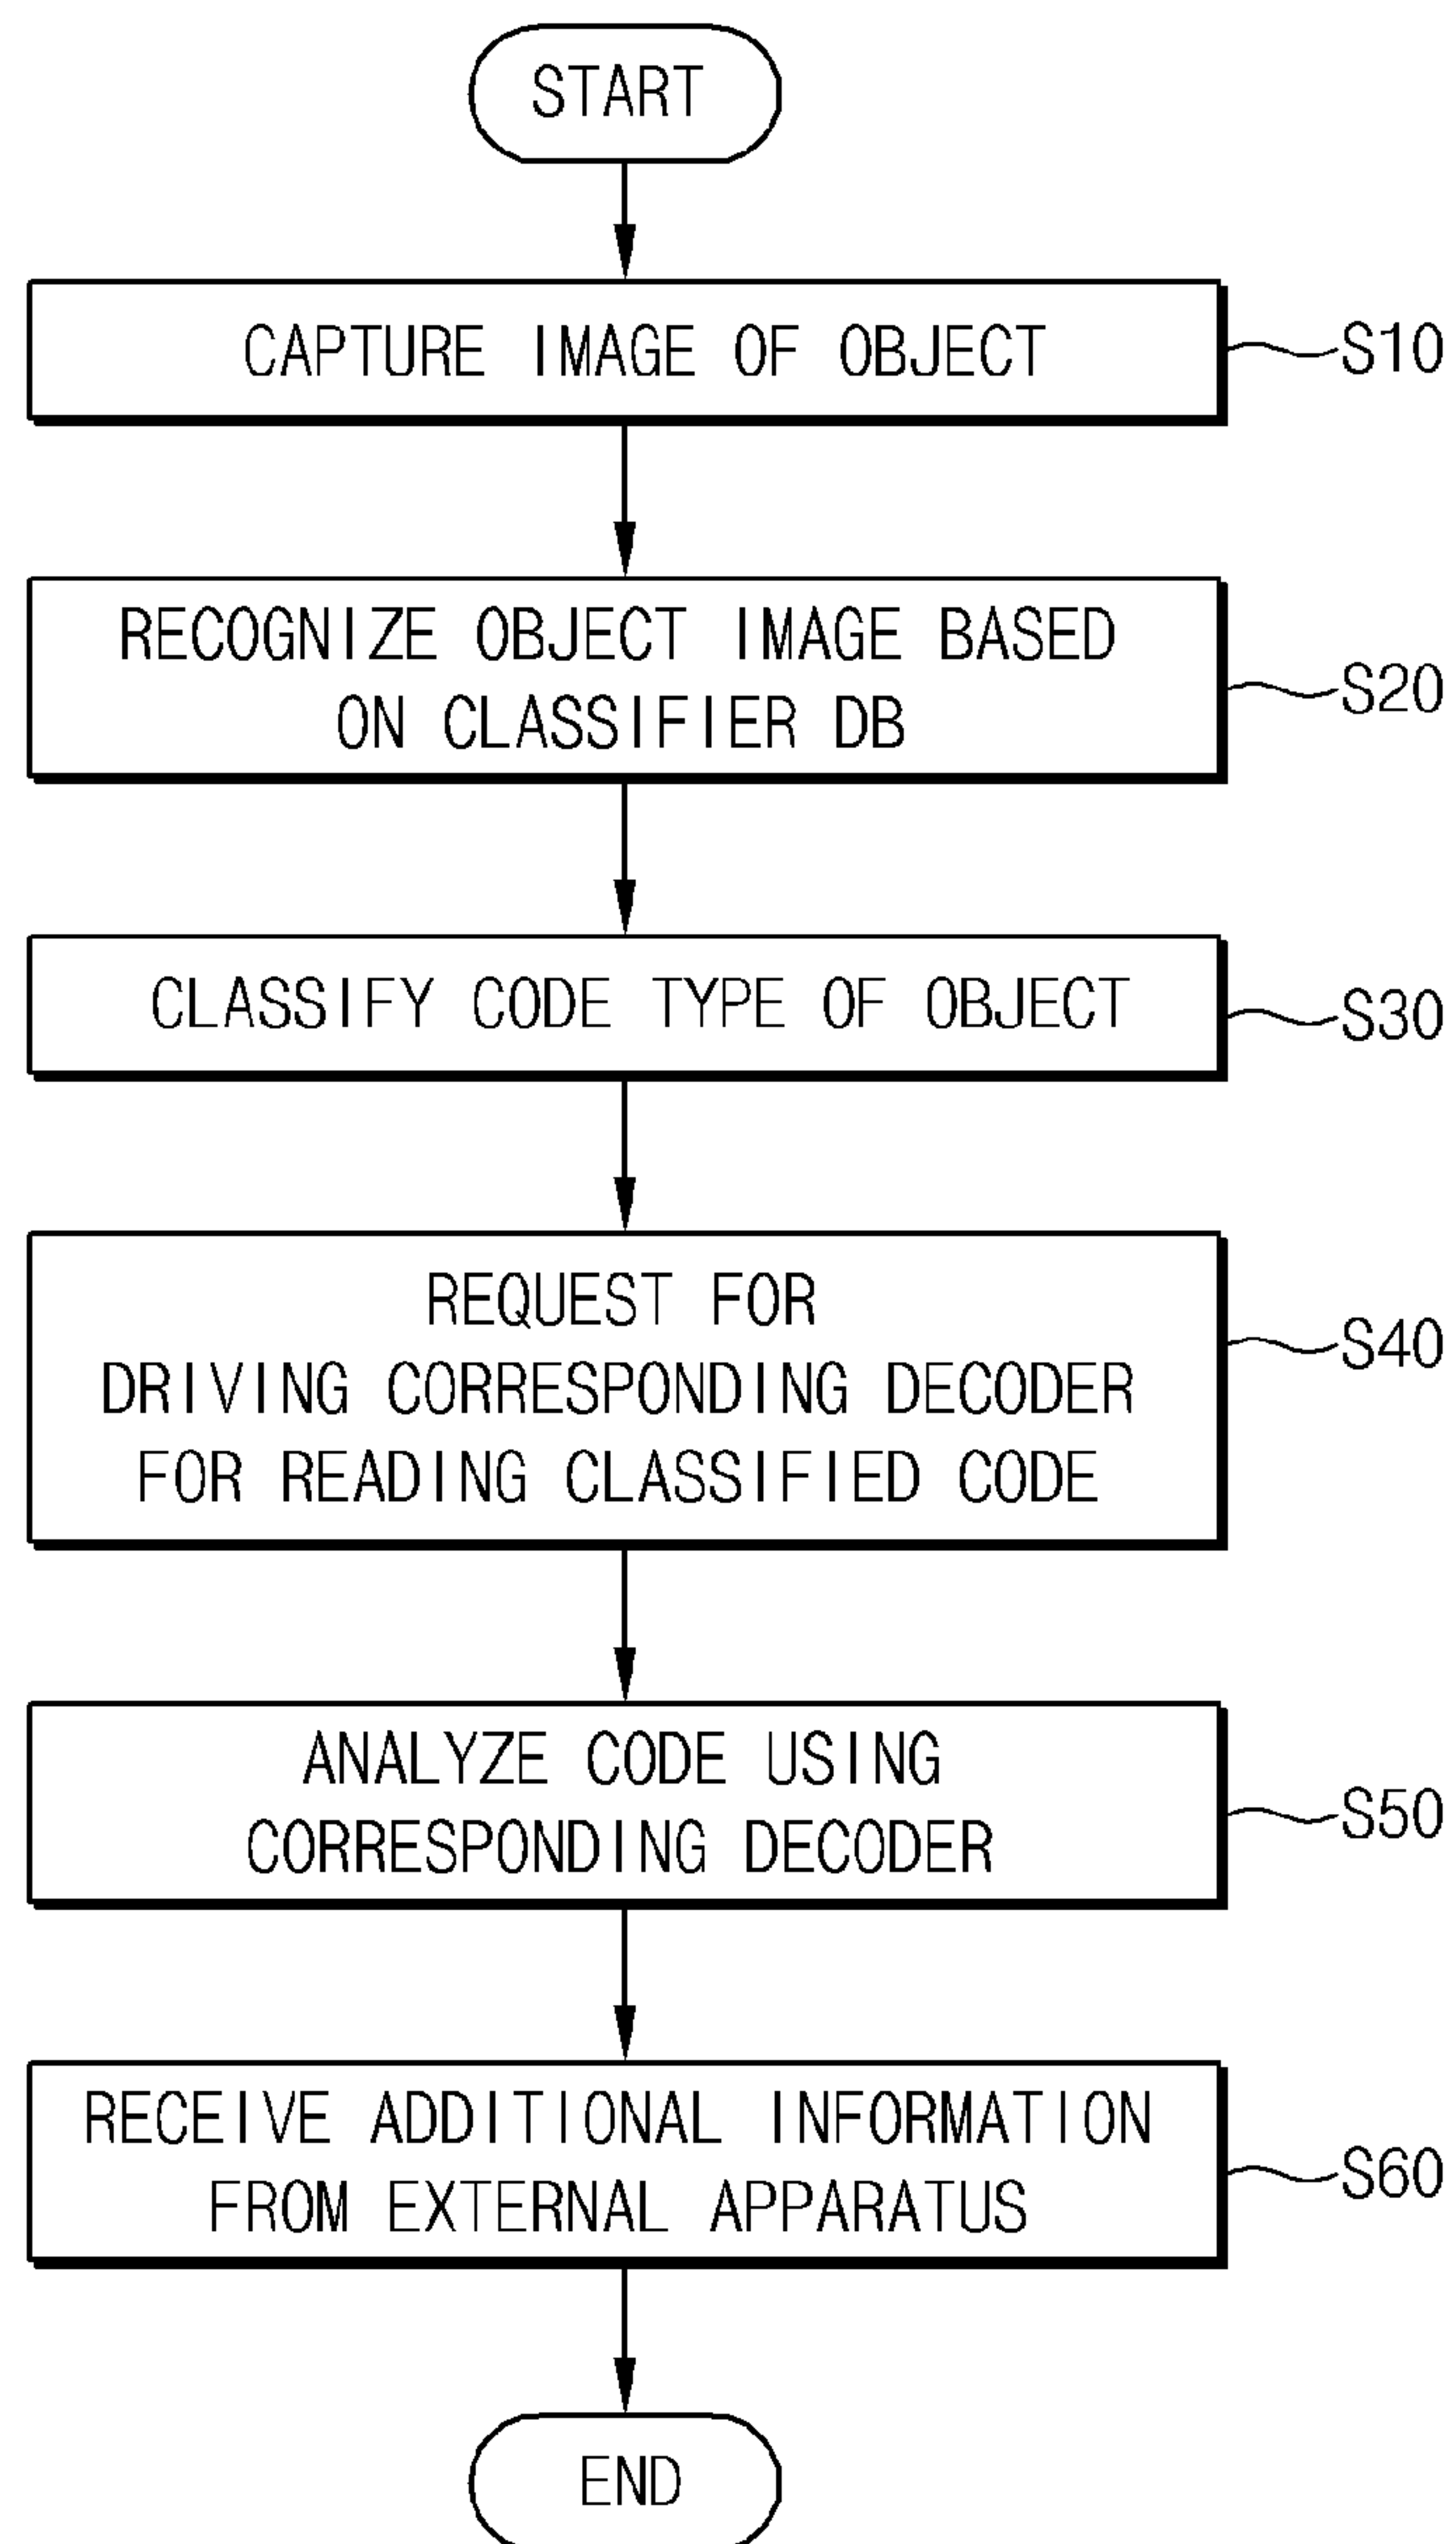 START
CAPTURE IMAGE OF OBJECT
S10
RECOGNIZE OBJECT IMAGE BASED
ON CLASSIFIER DB
S20
CLASSIFY CODE TYPE OF OBJECT
S30
REQUEST FOR
DRIVING CORRESPONDING DECODER
FOR READING CLASSIFIED CODE
S40
ANALYZE CODE USING
CORRESPONDING DECODER
S50
RECEIVE ADDITIONAL INFORMATION
FROM EXTERNAL APPARATUS
S60
END